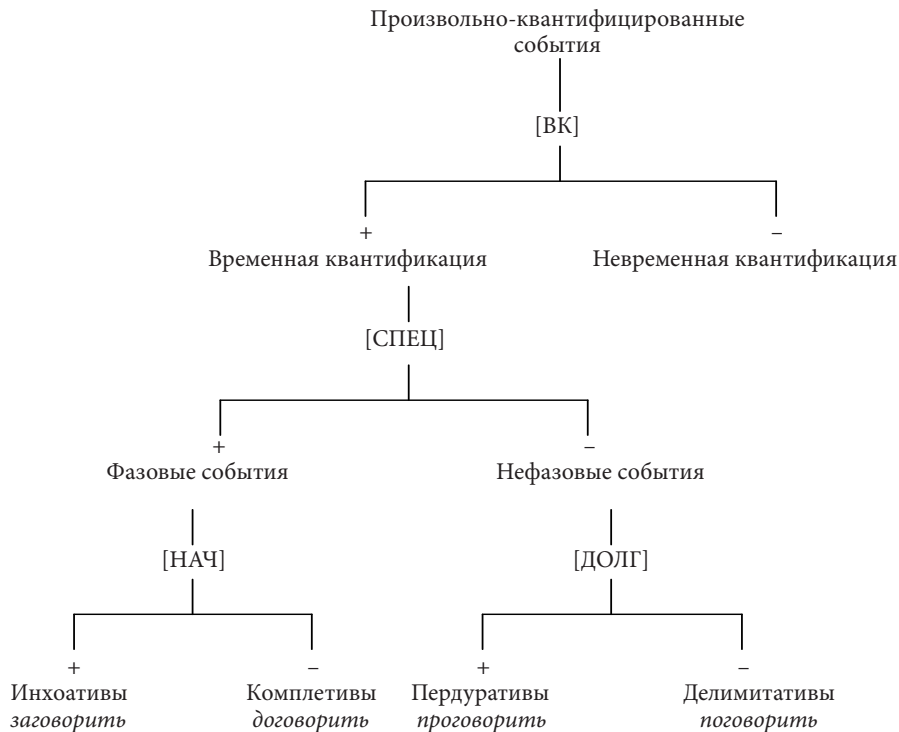 Произвольно-квантифицированные
события
[ВК]
+ –
Временная квантификация Невременная квантификация
[СПЕЦ]
+ –
Фазовые события Нефазовые события
[НАЧ] [ДОЛГ]
+ – + –
Инхоативы Комплетивы Пердуративы Делимитативы
заговорить договорить проговорить поговорить